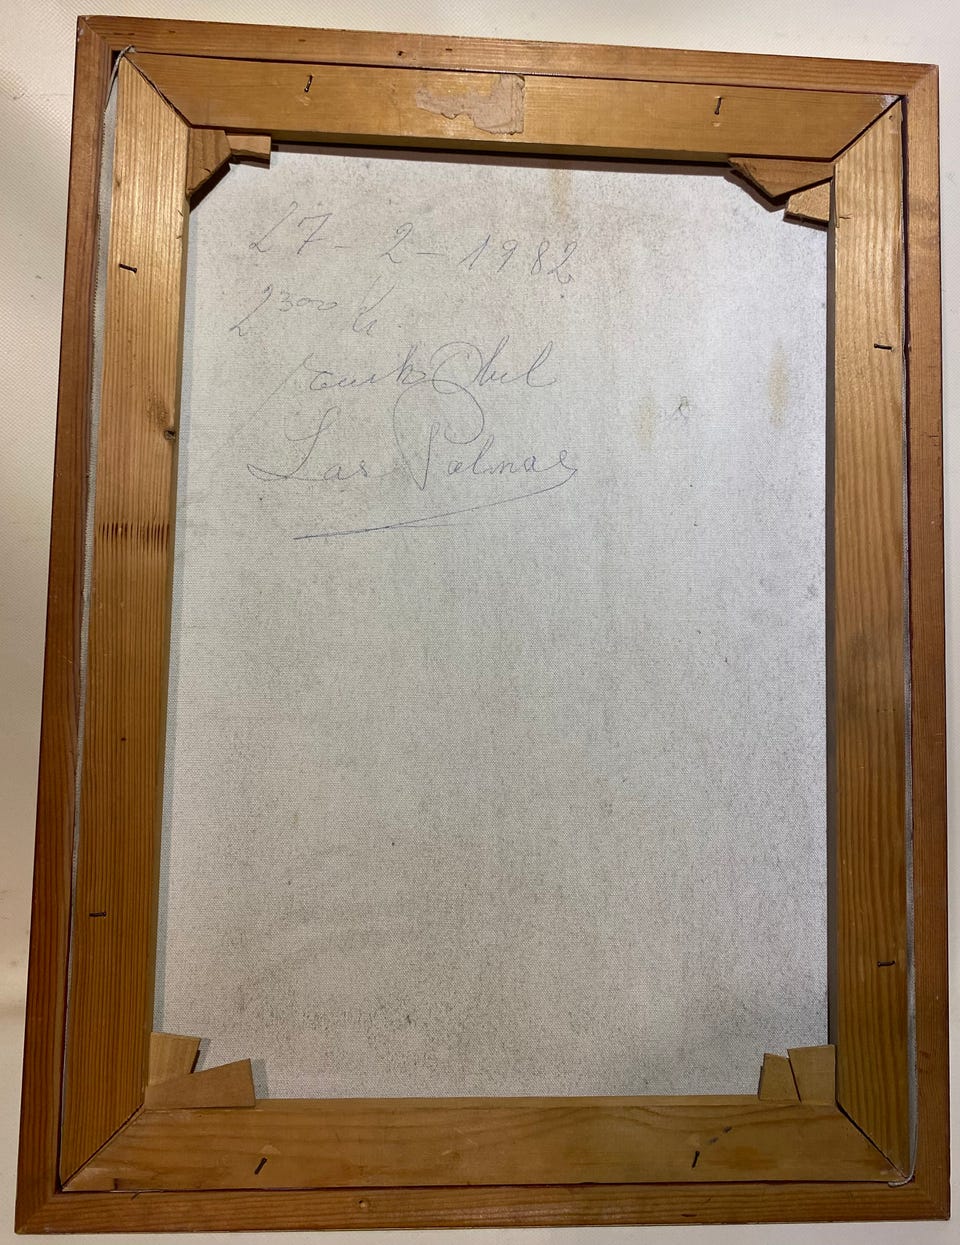 27 - 2 - 1982
2300 h
Las Palmas